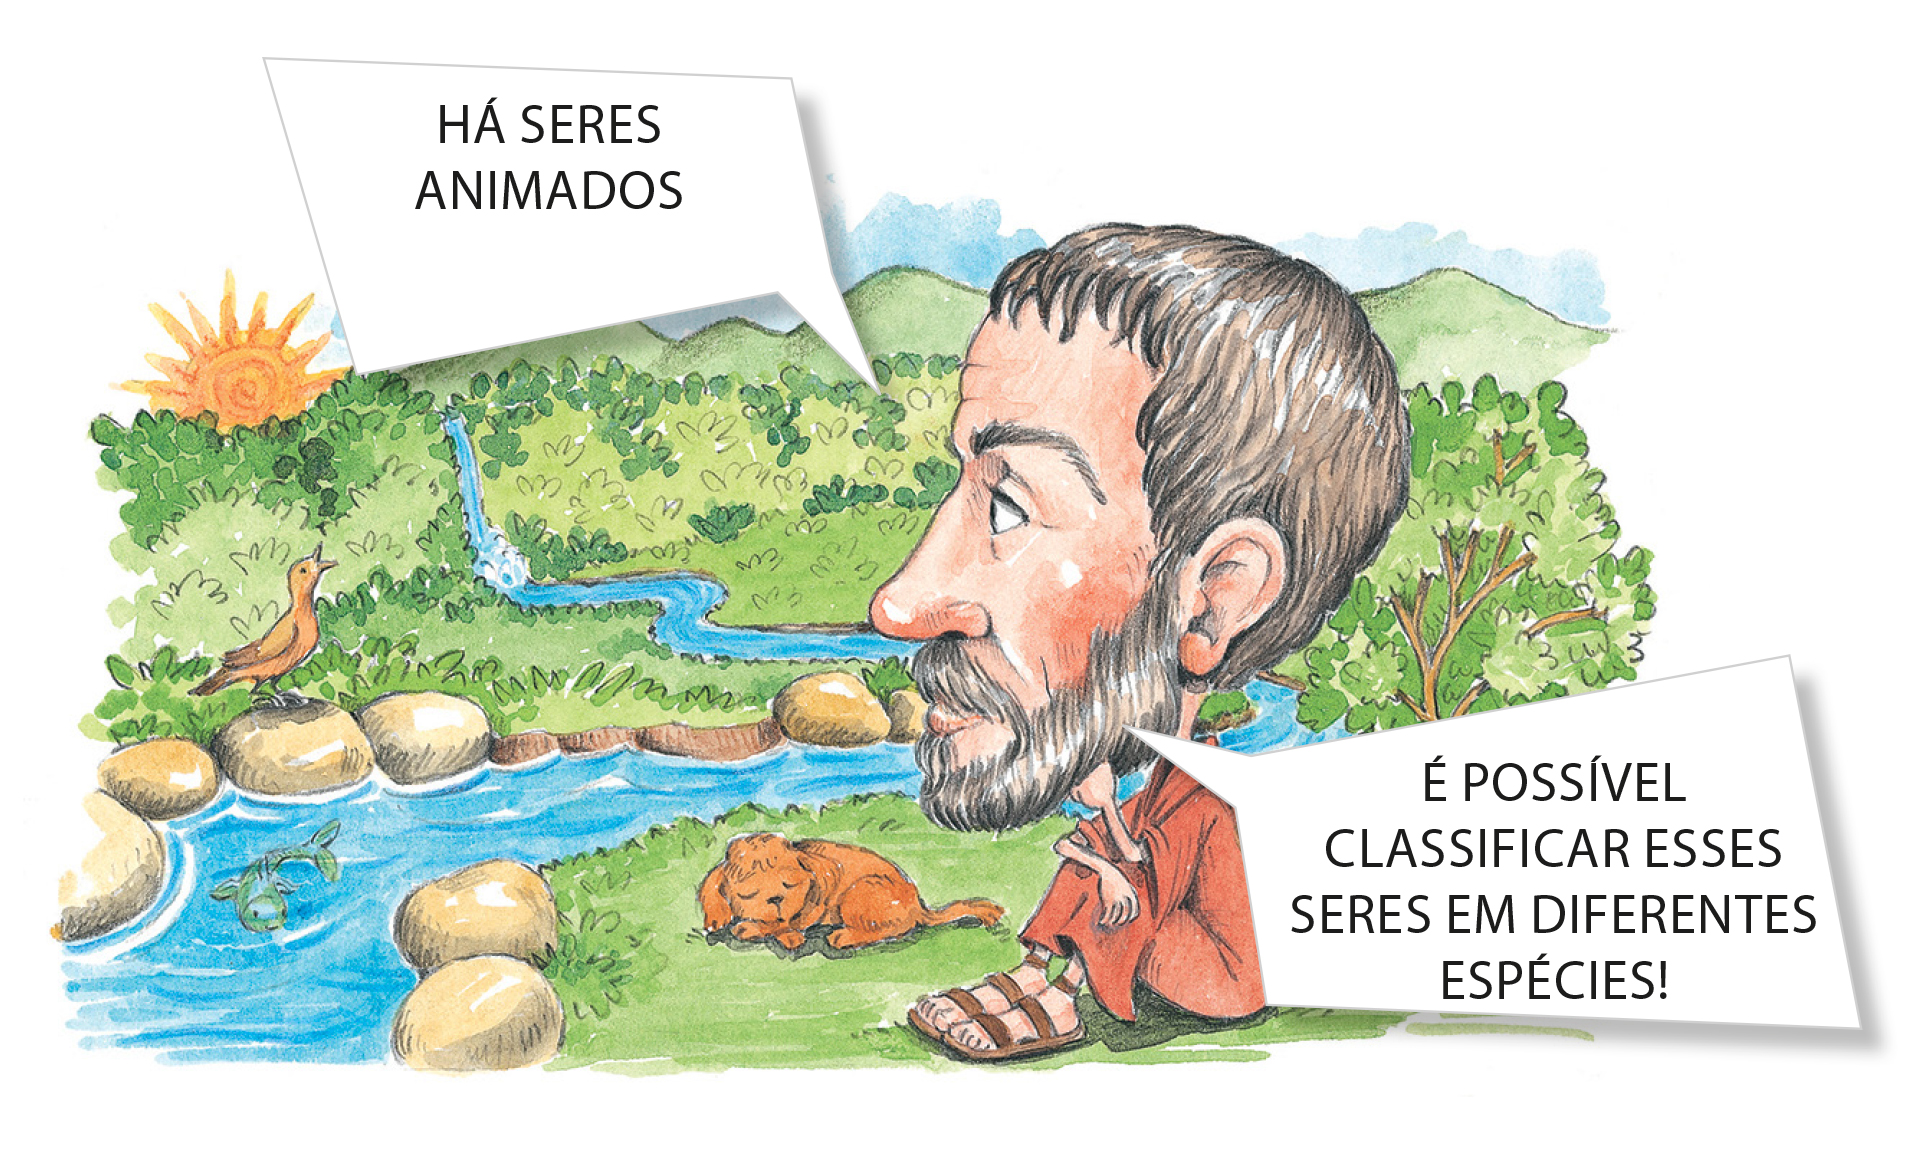 HÁ SERES
ANIMADOS
É POSSÍVEL
CLASSIFICAR ESSES
SERES EM DIFERENTES
ESPÉCIES!